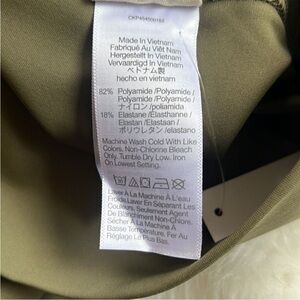 Made In Vietnam
Fabriqué Au Viêt Nam
Hergestellt In Vietnam
Vervaardigd In Vietnam
ベトナム製
hecho en vietnam
82% Polyamide /Polyamide /
Polyamid /Polyamide /
ナイロン /poliamida
18% Elastane /Elasthanne /
Elastan /Elastaan /
ポリウレタン /elastano
Machine Wash Cold With Like
Colors, Non-Chlorine Bleach
Only, Tumble Dry Low. Iron
On Lowest Setting.
Laver À La Machine À L'eau
Froide Laver En Séparant Les
Couleurs, Seulement Agent
De Blanchiment Non-Chlore.
Sécher À La Machine À
Basse Température. Fer Au
Réglage Le Plus Bas.